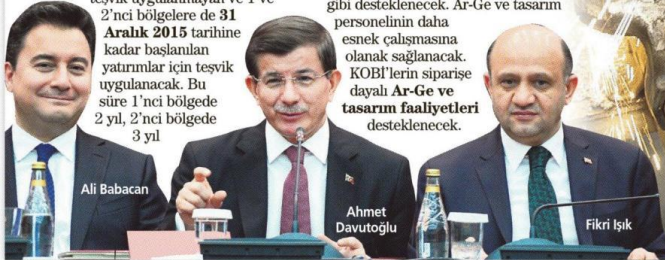 teşvik uygulanmayan ve 1 ve
2’nci bölgelere de 31
Aralık 2015 tarihine
kadar başlanılan
yatırımlar için teşvik
uygulanacak. Bu
süre 1’nci bölgede
2 yıl, 2’nci bölgede
3 yıl
gibi desteklenecek. Ar-Ge ve tasarım
personelinin daha
esnek çalışmasına
olanak sağlanacak.
KOBİ’lerin siparişe
dayalı Ar-Ge ve
tasarım faaliyetleri
desteklenecek.
Ali Babacan
Ahmet
Davutoğlu
Fikri Işık